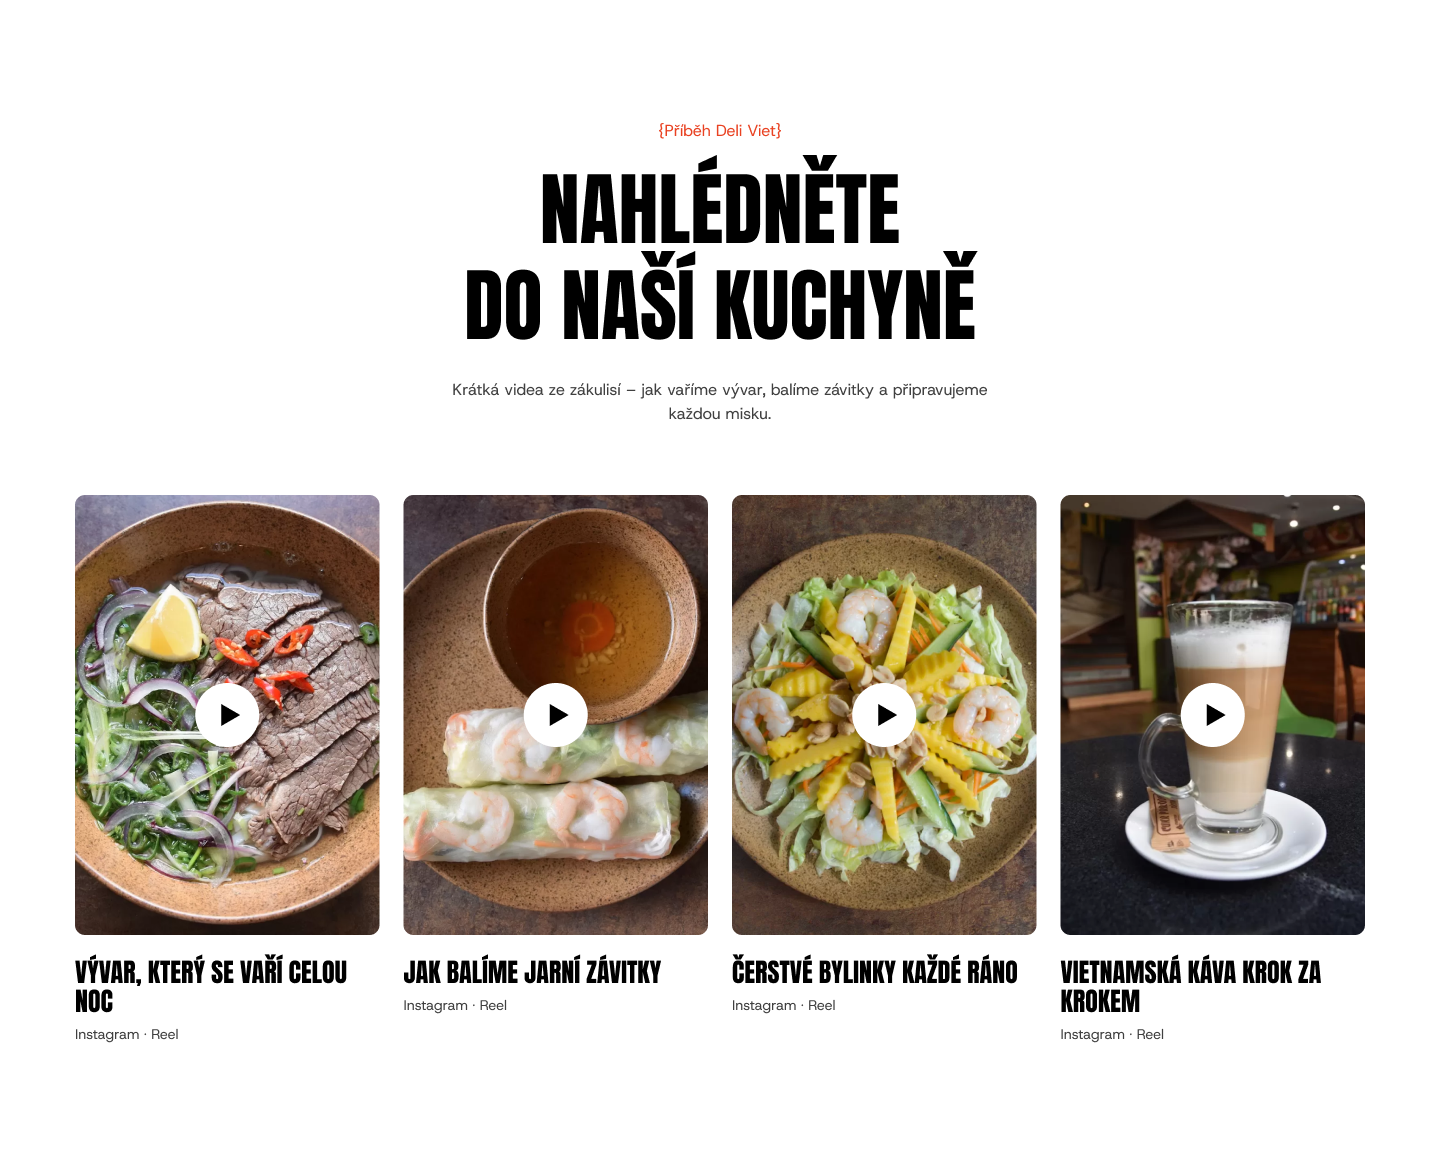 {Příběh Deli Viet}
NAHLÉDNĚTE
DO NAŠÍ KUCHYNĚ
Krátká videa ze zákulisí – jak vaříme vývar, balíme závitky a připravujeme
každou misku.
VÝVAR, KTERÝ SE VAŘÍ CELOU
NOC
Instagram · Reel
JAK BALÍME JARNÍ ZÁVITKY
Instagram · Reel
ČERSTVÉ BYLINKY KAŽDÉ RÁNO
Instagram · Reel
VIETNAMSKÁ KÁVA KROK ZA
KROKEM
Instagram · Reel